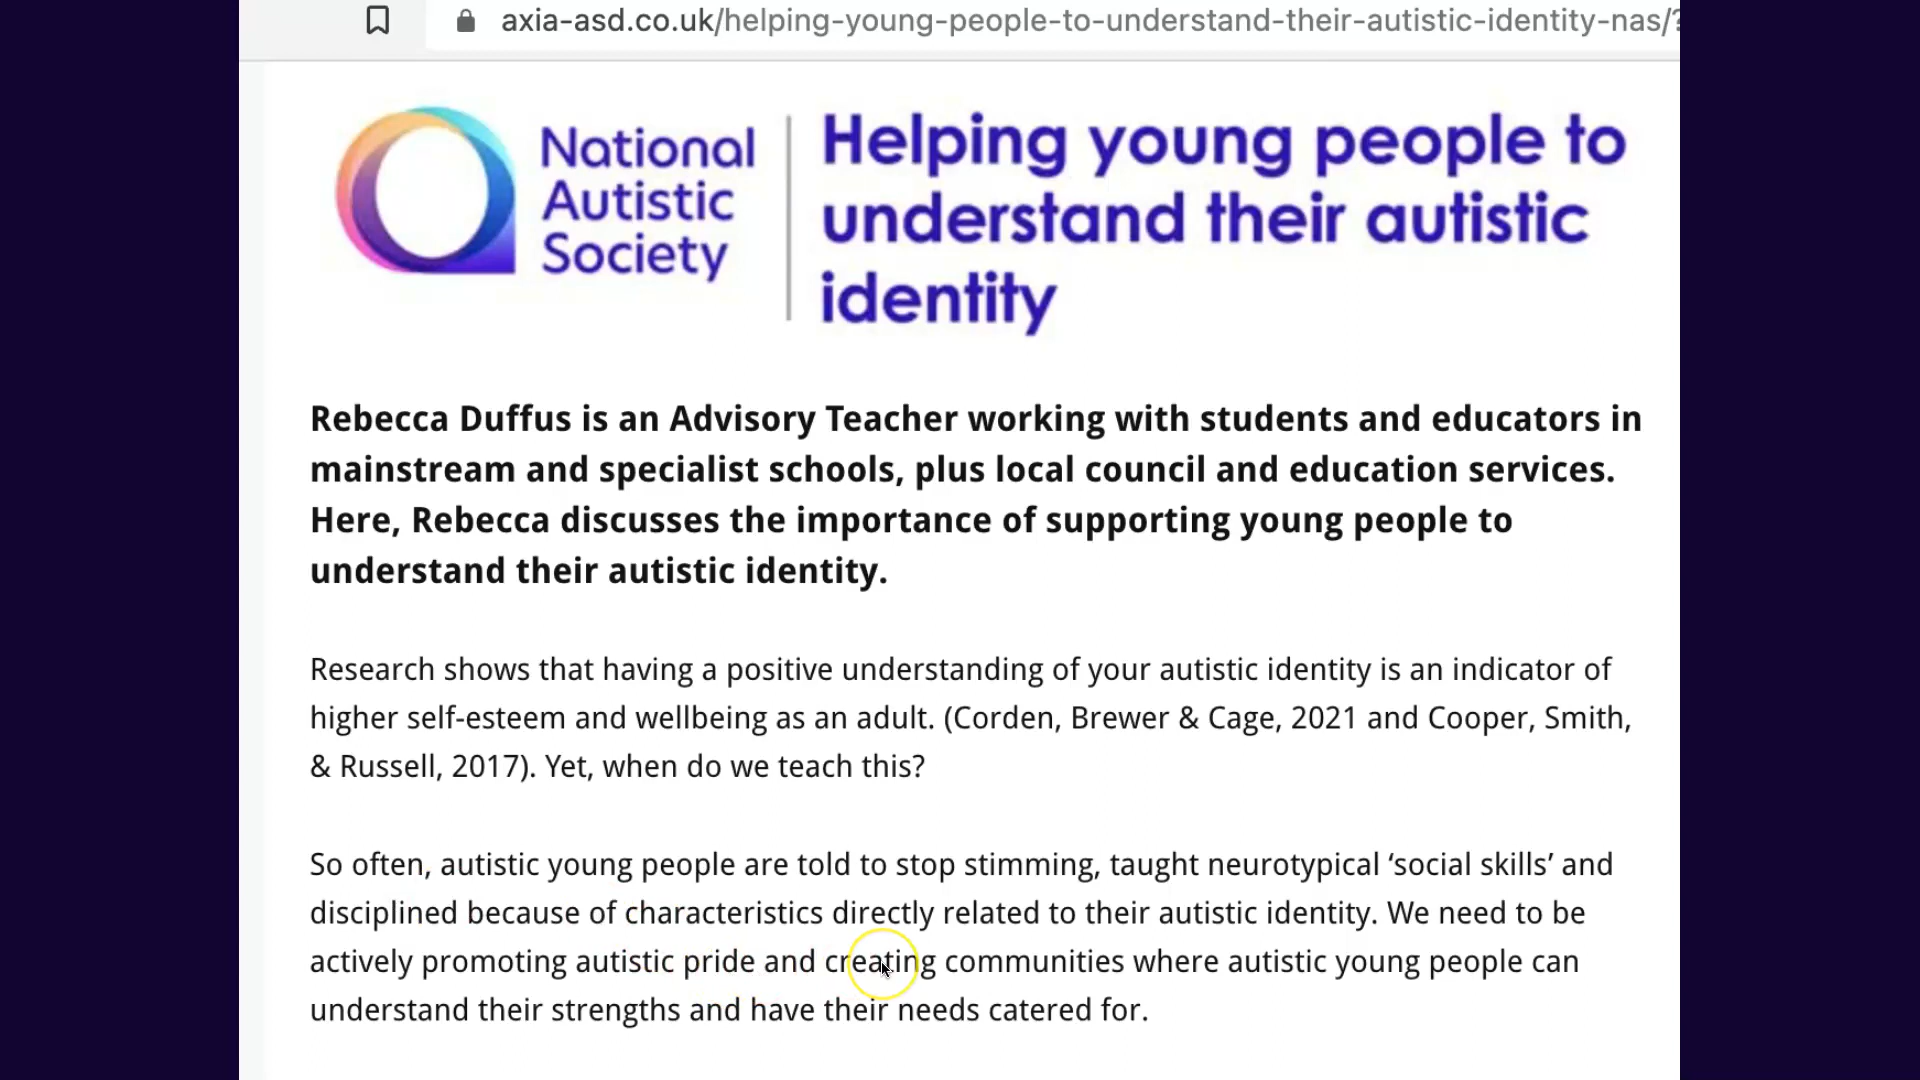 axia-asd.co.uk/helping-young-people-to-understand-their-autistic-identity-nas/?
National
Autistic
Society
Helping young people to
understand their autistic
identity
Rebecca Duffus is an Advisory Teacher working with students and educators in
mainstream and specialist schools, plus local council and education services.
Here, Rebecca discusses the importance of supporting young people to
understand their autistic identity.
Research shows that having a positive understanding of your autistic identity is an indicator of
higher self-esteem and wellbeing as an adult. (Corden, Brewer & Cage, 2021 and Cooper, Smith,
& Russell, 2017). Yet, when do we teach this?
So often, autistic young people are told to stop stimming, taught neurotypical ‘social skills’ and
disciplined because of characteristics directly related to their autistic identity. We need to be
actively promoting autistic pride and creating communities where autistic young people can
understand their strengths and have their needs catered for.